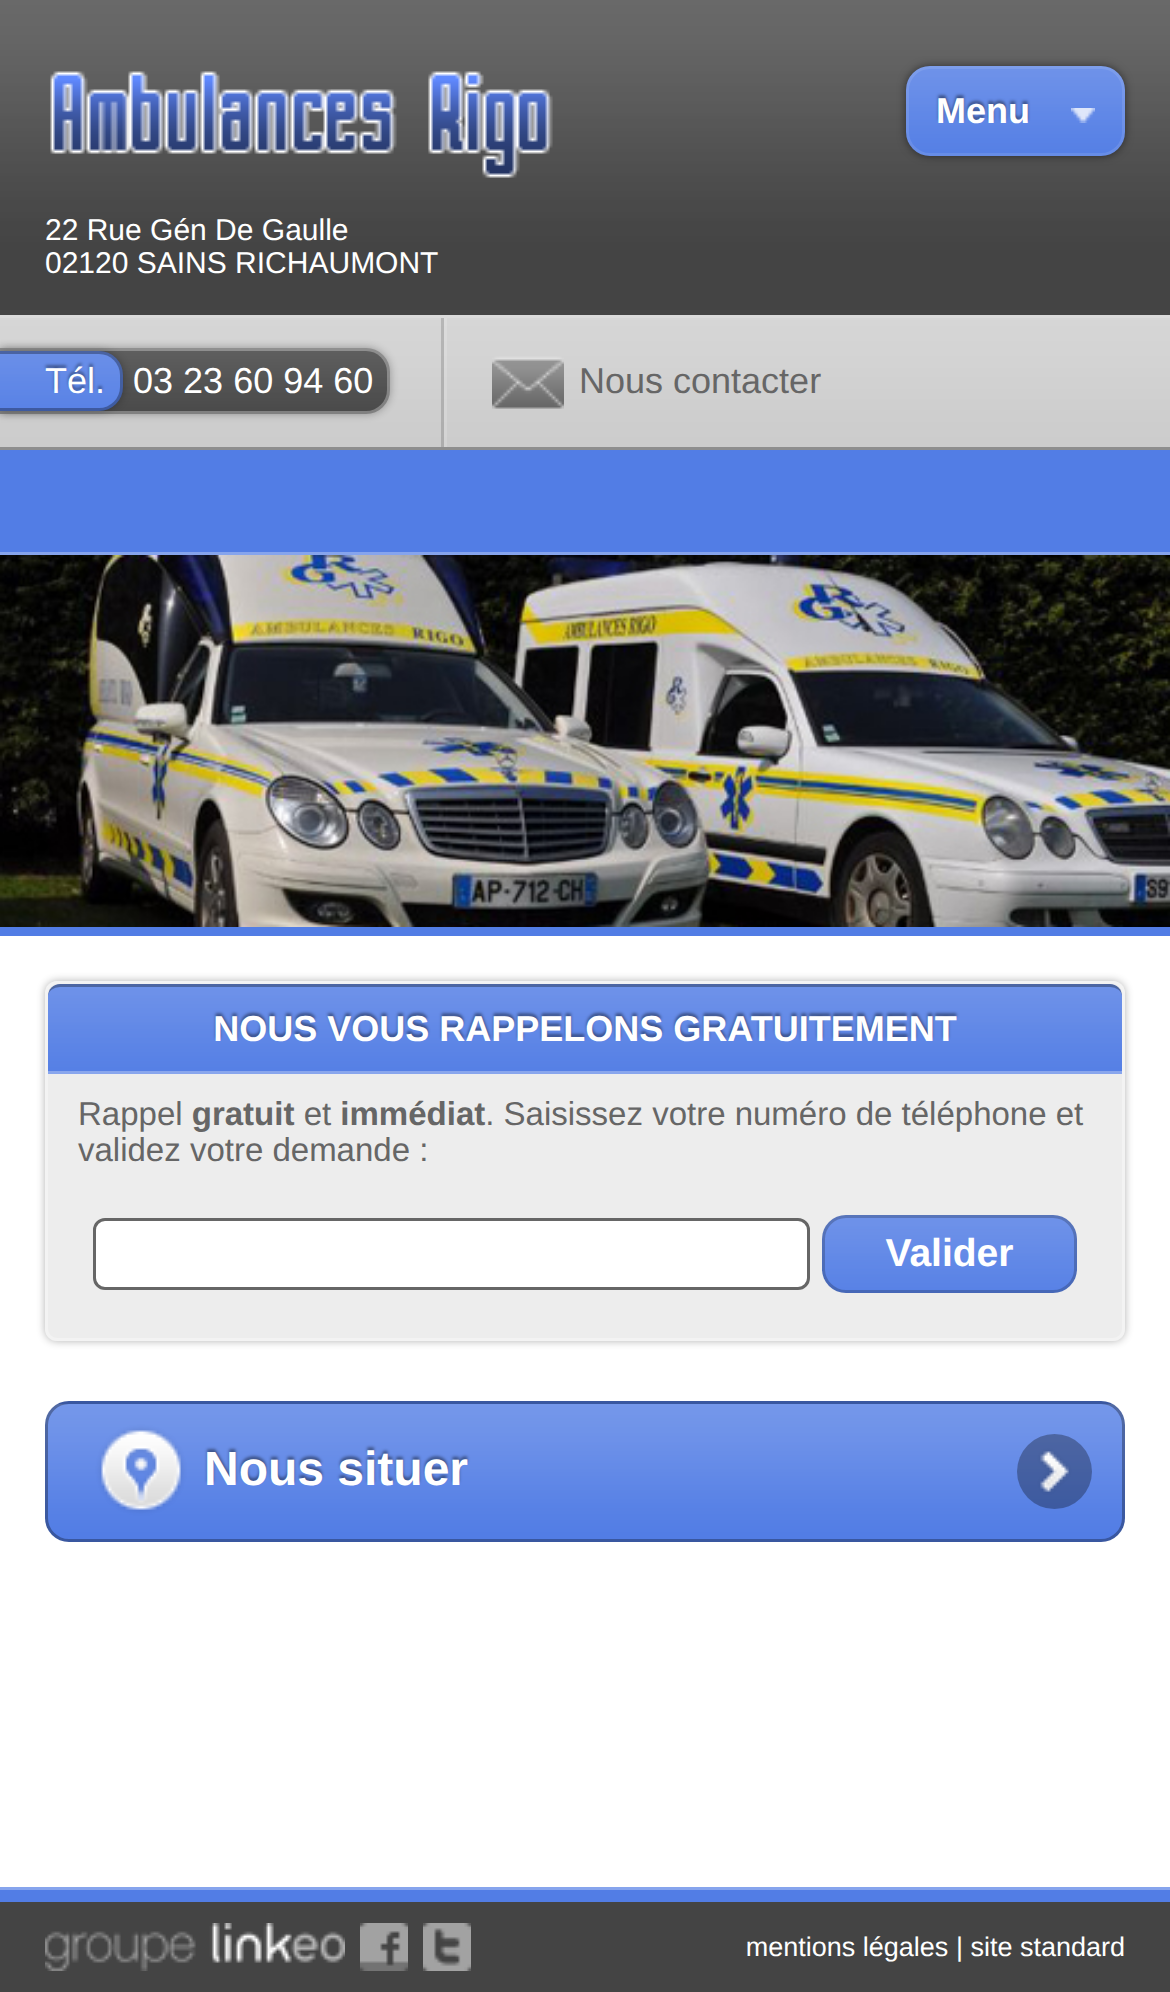 Ambulances Rigo
Menu
22 Rue Gén De Gaulle
02120 SAINS RICHAUMONT
Tél. 03 23 60 94 60
Nous contacter
AMBULANCES RIGO
AMBULANCES RIGO
AMBULANCES RIGO
AP-712-CH
NOUS VOUS RAPPELONS GRATUITEMENT
Rappel gratuit et immédiat. Saisissez votre numéro de téléphone et
validez votre demande :
Valider
Nous situer
groupe linkeo
mentions légales | site standard